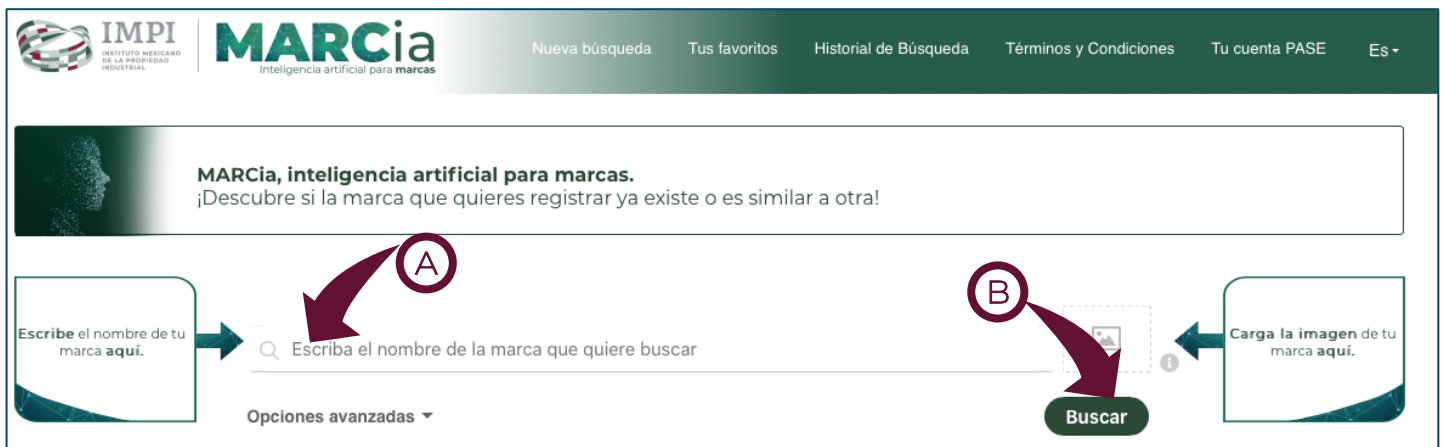 IMPI
INSTITUTO MEXICANO
DE LA PROPIEDAD
INDUSTRIAL
MARCia
Inteligencia artificial para marcas
Nueva búsqueda
Tus favoritos
Historial de Búsqueda
Términos y Condiciones
Tu cuenta PASE
Es
MARCia, inteligencia artificial para marcas.
¡Descubre si la marca que quieres registrar ya existe o es similar a otra!
A
B
Escribe el nombre de tu
marca aquí.
Escriba el nombre de la marca que quiere buscar
i
Carga la imagen de tu
marca aquí.
Opciones avanzadas
Buscar